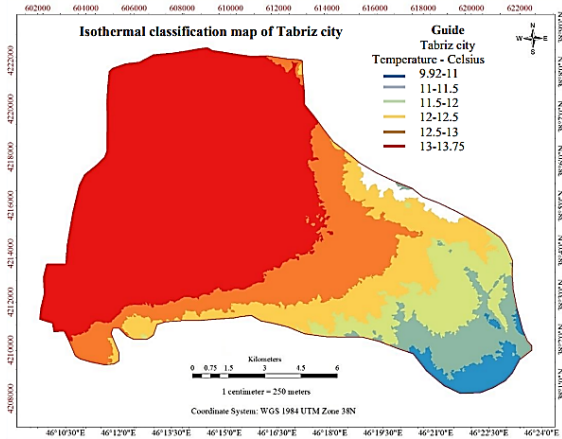 602000 604000 606000 608000 610000 612000 614000 616000 618000 620000 622000
Isothermal classification map of Tabriz city
Guide
Tabriz city
Temperature - Celsius
9.92-11
11-11.5
11.5-12
12-12.5
12.5-13
13-13.75
N
W E
S
4222000
4220000
4218000
4216000
4214000
4212000
4210000
4208000
Kilometers
0 0.75 1.5 3 4.5 6
1 centimeter = 250 meters
Coordinate System: WGS 1984 UTM Zone 38N
46°10'30"E 46°12'0"E 46°13'30"E 46°15'0"E 46°16'30"E 46°18'0"E 46°19'30"E 46°21'0"E 46°22'30"E 46°24'0"E